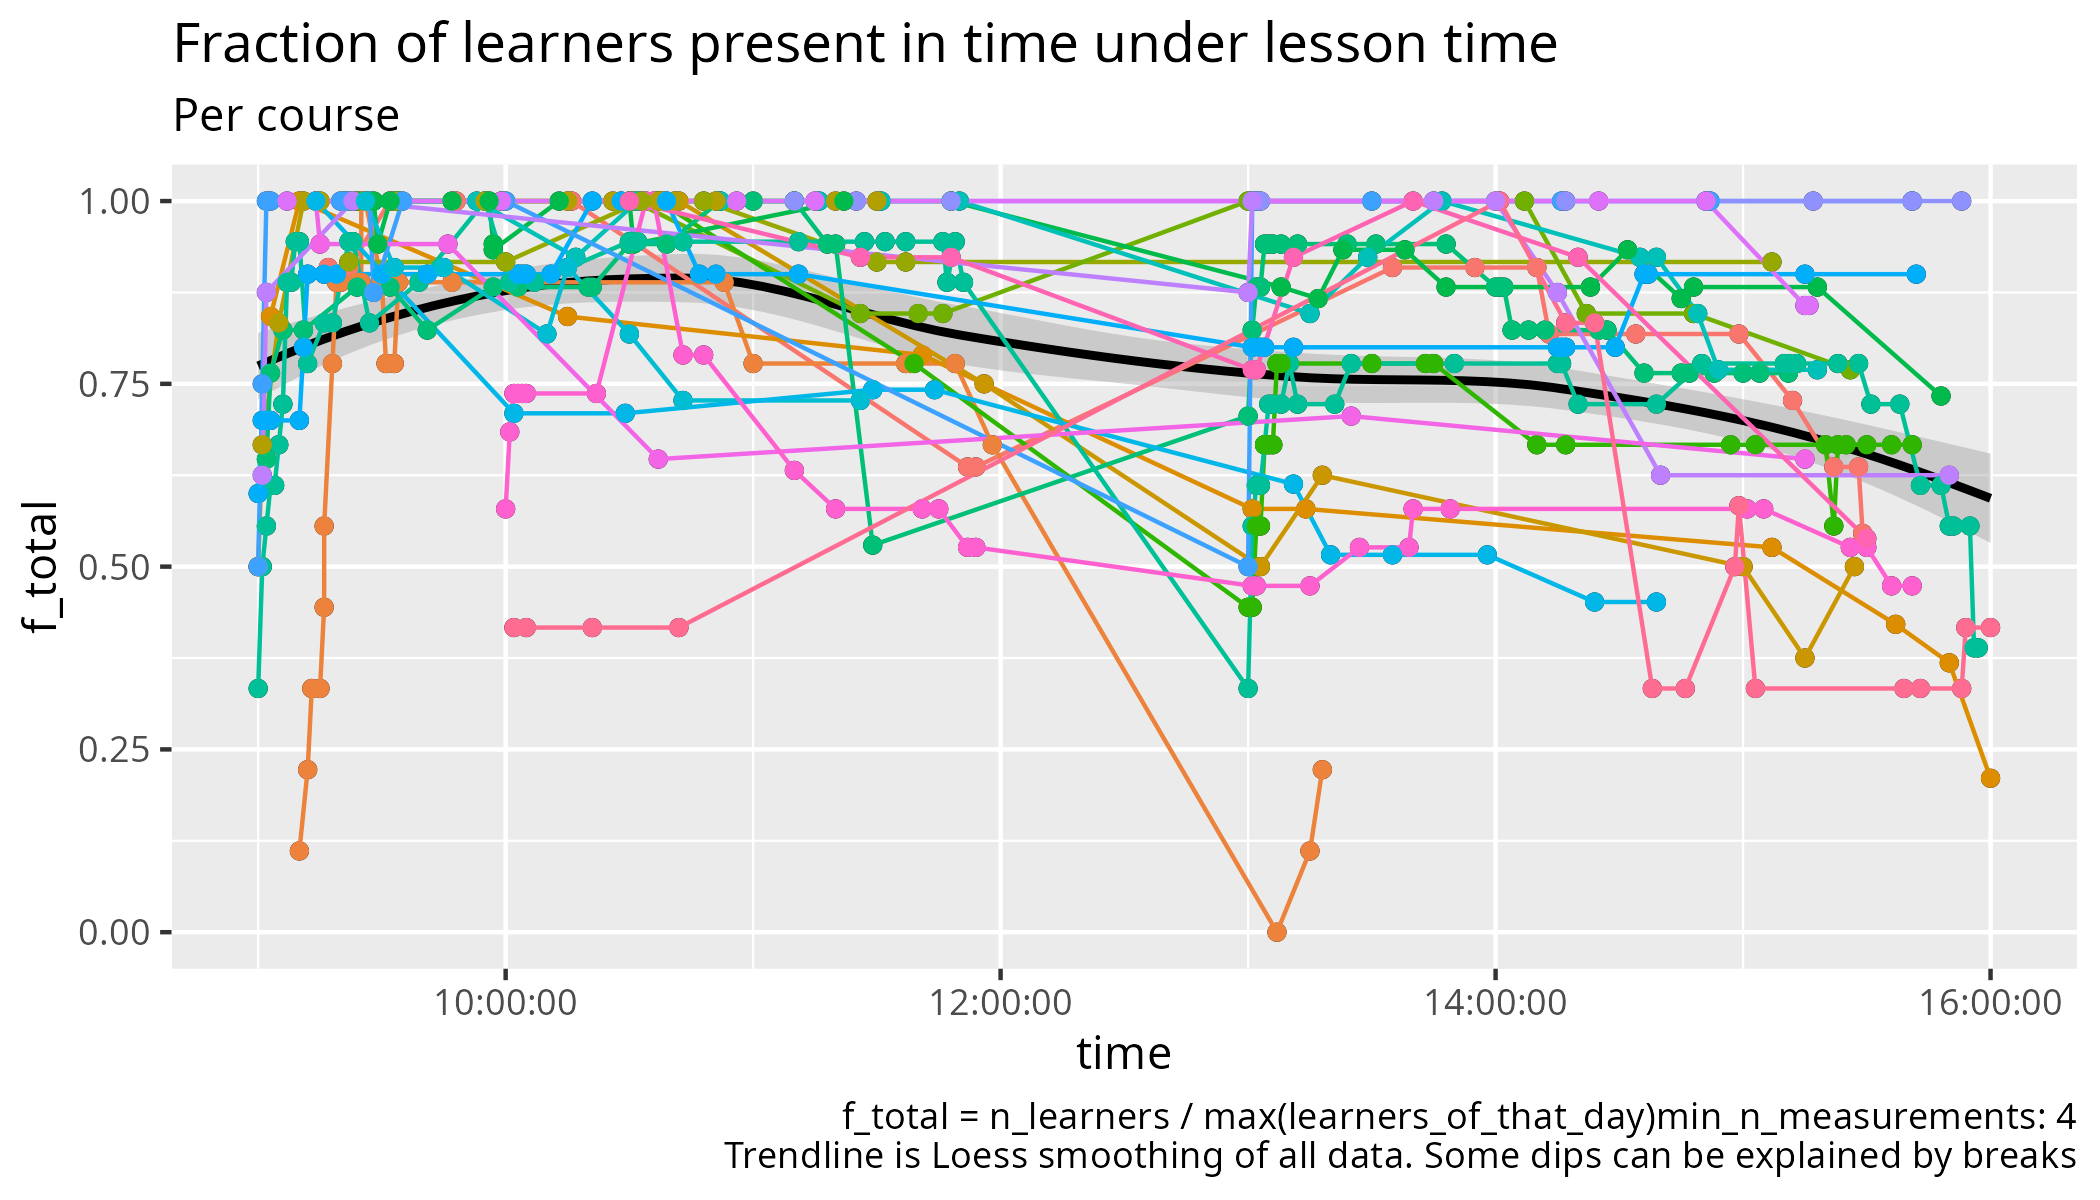 Fraction of learners present in time under lesson time
Per course
1.00
0.75
0.50
0.25
0.00
f_total
10:00:00
12:00:00
14:00:00
16:00:00
time
f_total = n_learners / max(learners_of_that_day)min_n_measurements: 4
Trendline is Loess smoothing of all data. Some dips can be explained by breaks